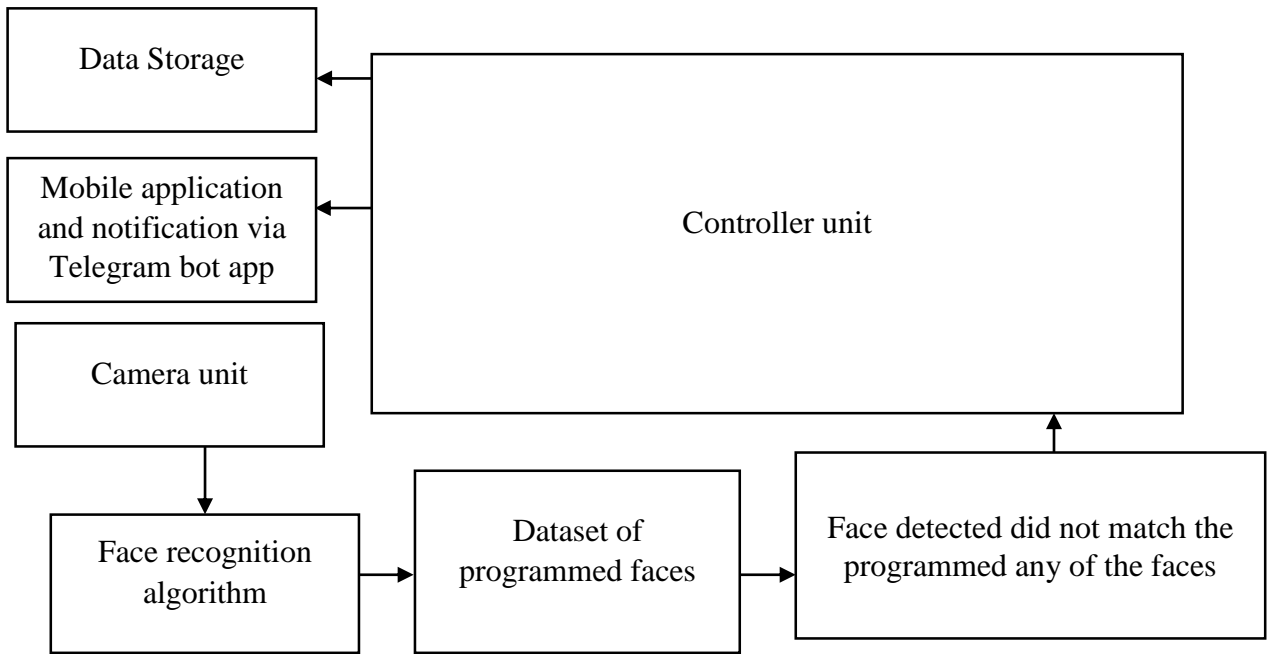 Data Storage
Mobile application
and notification via
Telegram bot app
Controller unit
Camera unit
Face recognition
algorithm
Dataset of
programmed faces
Face detected did not match the
programmed any of the faces